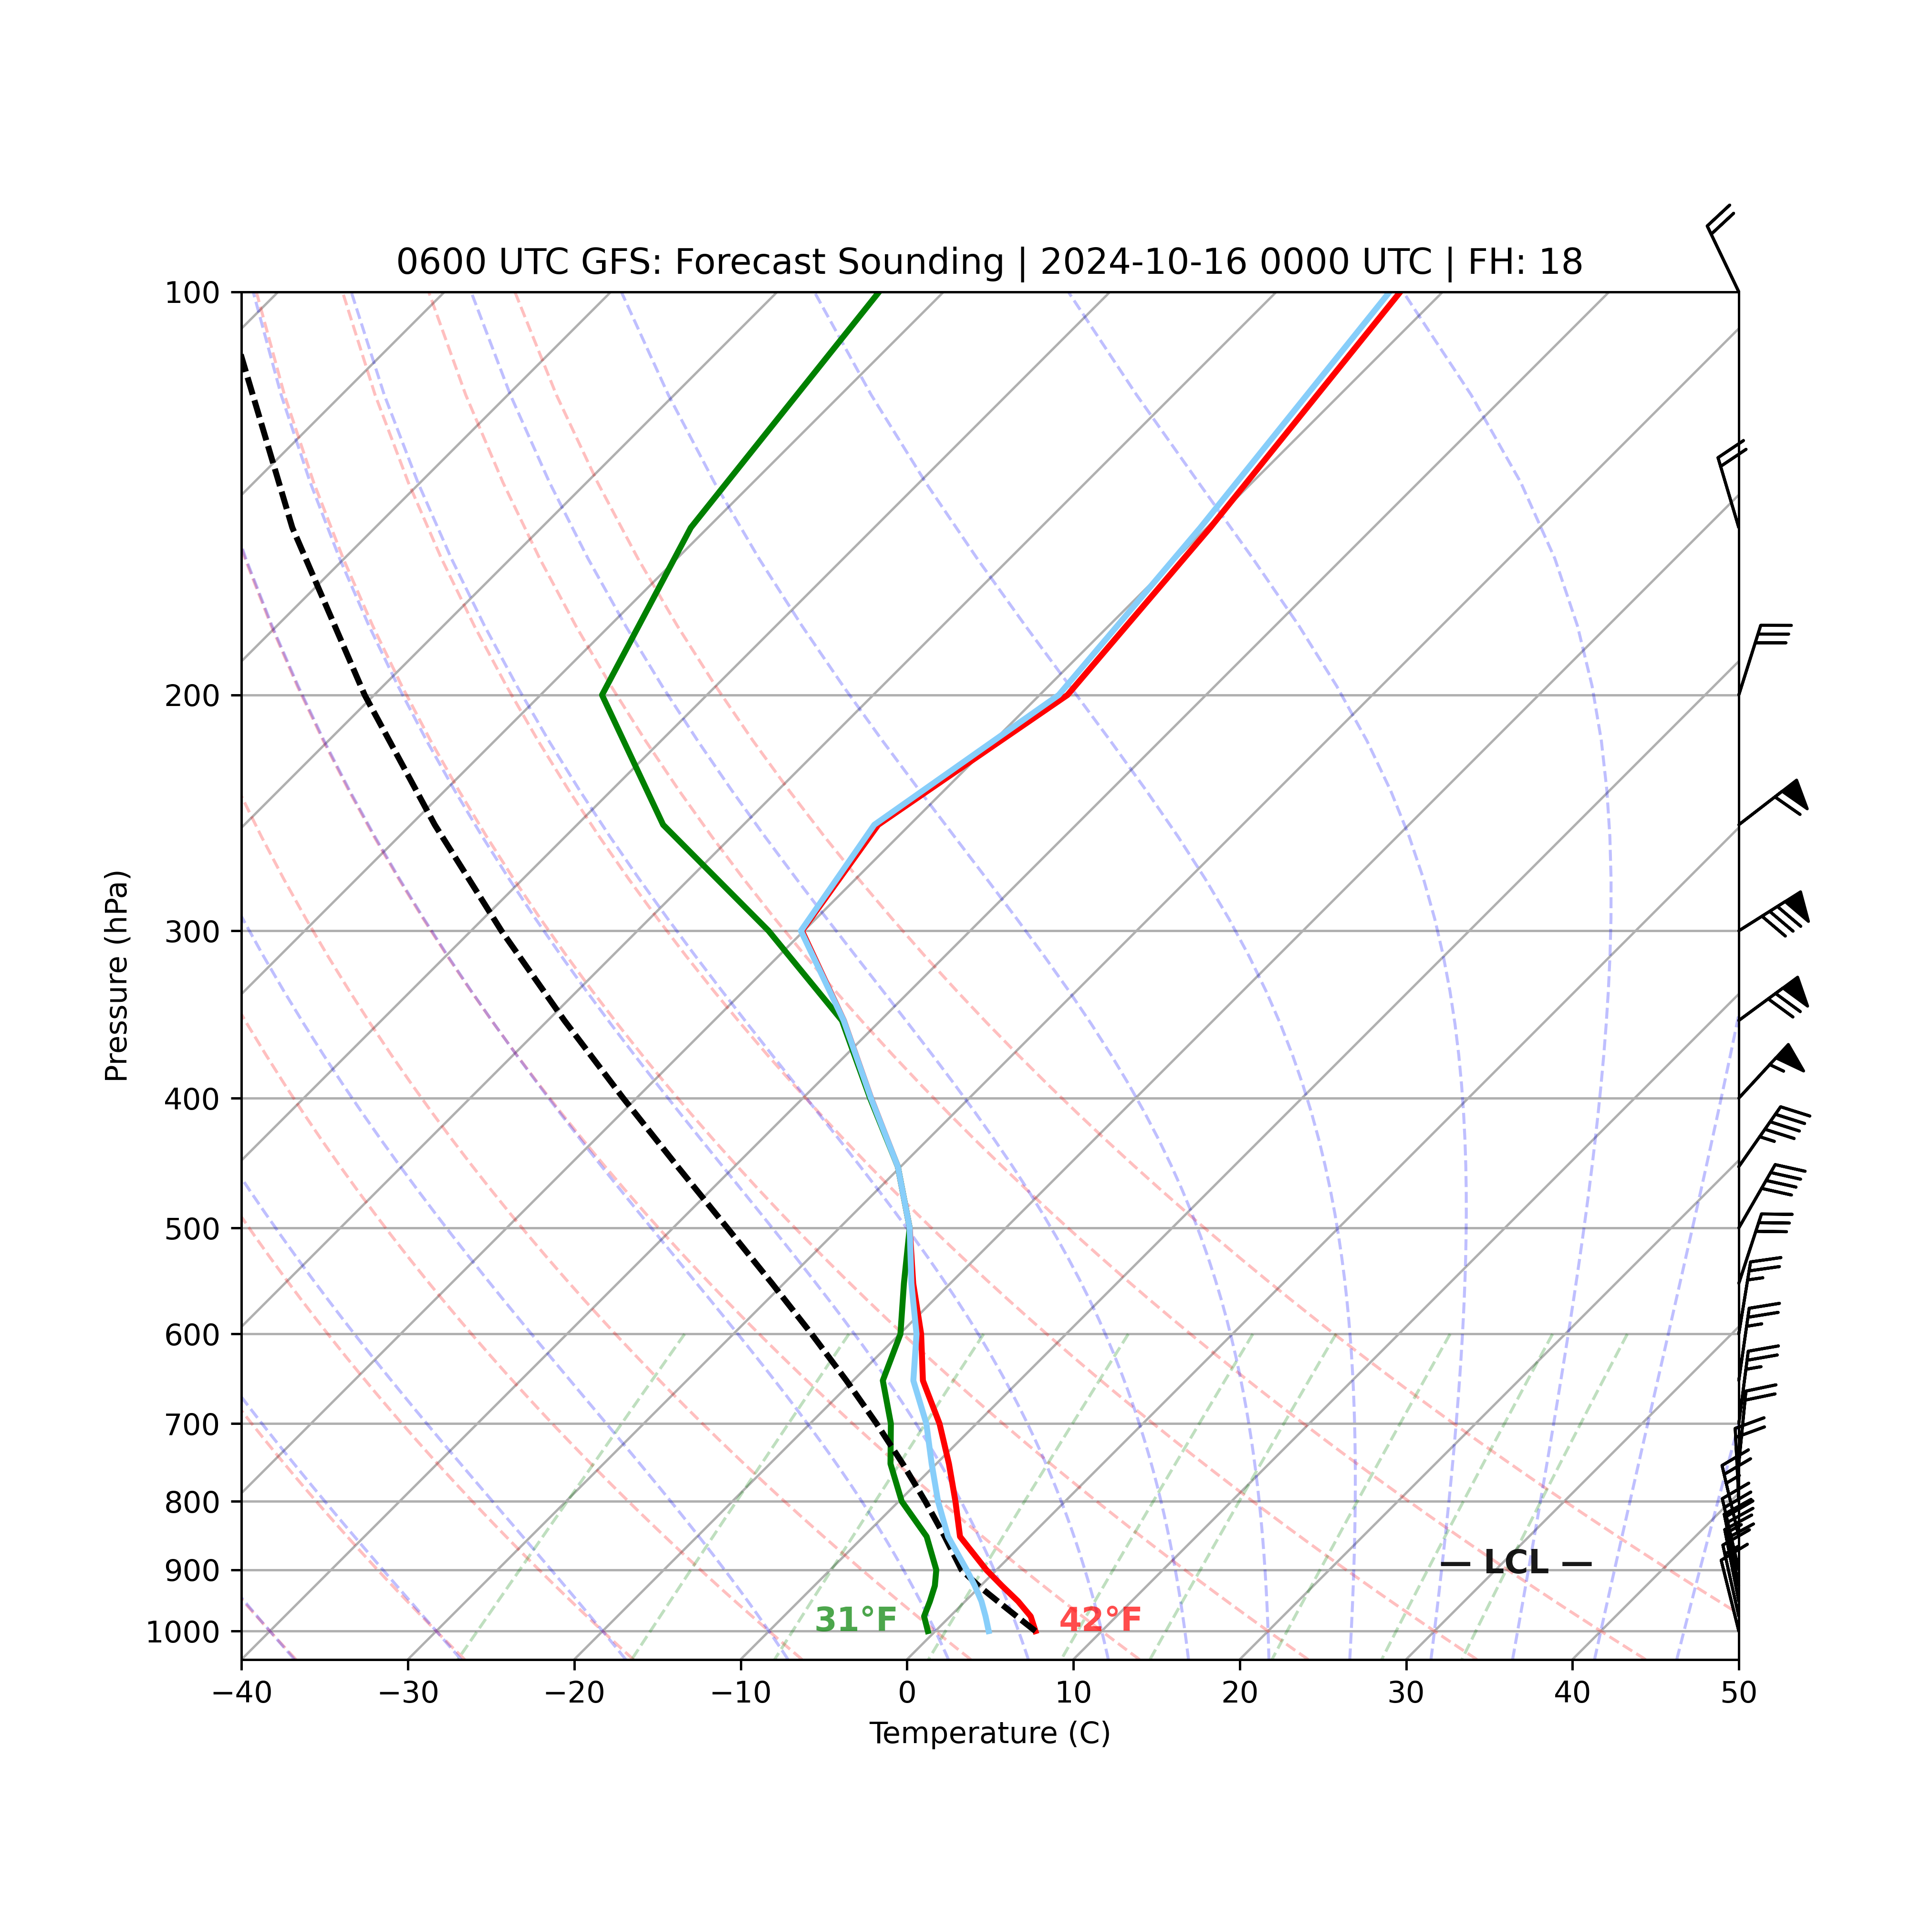 0600 UTC GFS: Forecast Sounding | 2024-10-16 0000 UTC | FH: 18
100
200
300
400
500
600
700
800
900
1000
Pressure (hPa)
— LCL —
31°F
42°F
−40 −30 −20 −10 0 10 20 30 40 50
Temperature (C)